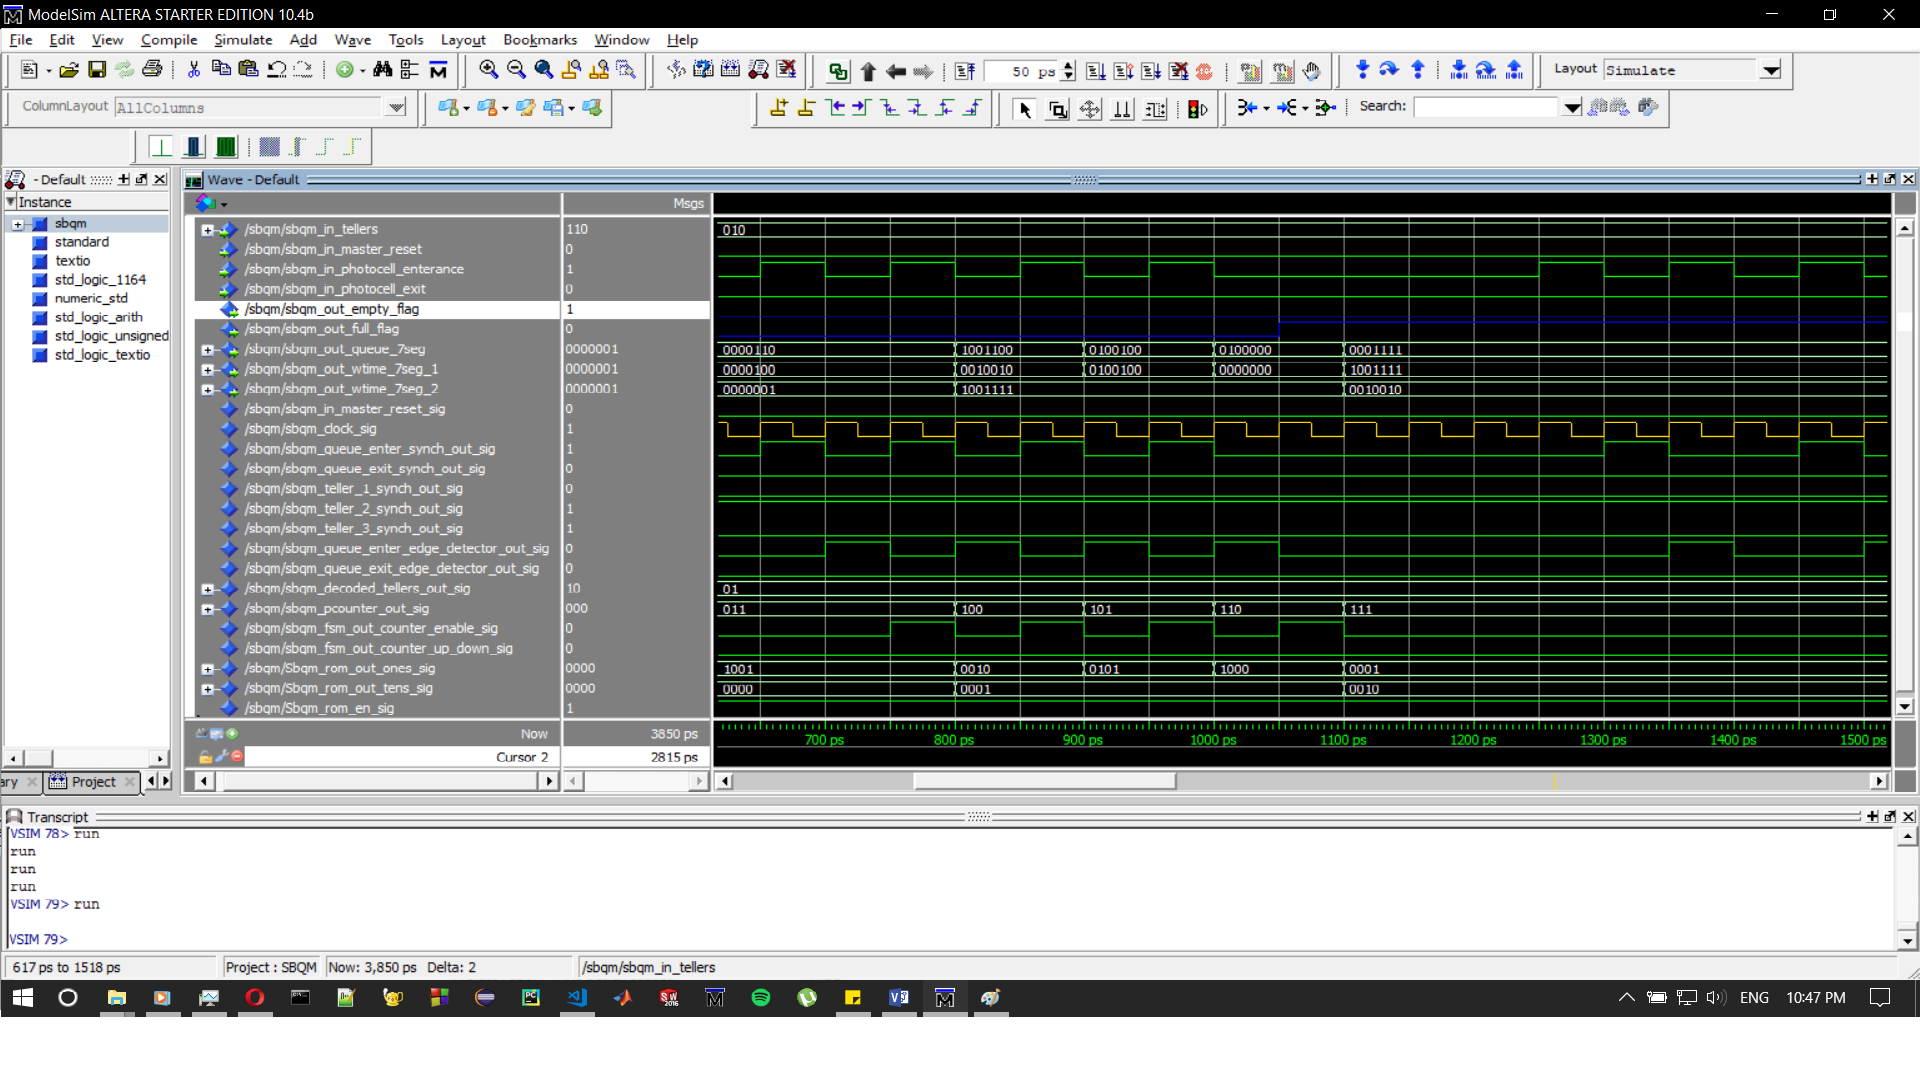 ModelSim ALTERA STARTER EDITION 10.4b
File Edit View Compile Simulate Add Wave Tools Layout Bookmarks Window Help
50 ps
Layout Simulate
ColumnLayout AllColumns
Search:
- Default
Wave - Default
Instance
Msgs
sbqm
standard
textio
std_logic_1164
numeric_std
std_logic_arith
std_logic_unsigned
std_logic_textio
/sbqm/sbqm_in_tellers 110 010
/sbqm/sbqm_in_master_reset 0
/sbqm/sbqm_in_photocell_enterance 1
/sbqm/sbqm_in_photocell_exit 0
/sbqm/sbqm_out_empty_flag 1
/sbqm/sbqm_out_full_flag 0
/sbqm/sbqm_out_queue_7seg 0000001 0000110 1001100 0100100 0100000 0001111
/sbqm/sbqm_out_wtime_7seg_1 0000001 0000100 0010010 0100100 0000000 1001111
/sbqm/sbqm_out_wtime_7seg_2 0000001 0000001 1001111 0010010
/sbqm/sbqm_in_master_reset_sig 0
/sbqm/sbqm_clock_sig 1
/sbqm/sbqm_queue_enter_synch_out_sig 1
/sbqm/sbqm_queue_exit_synch_out_sig 0
/sbqm/sbqm_teller_1_synch_out_sig 0
/sbqm/sbqm_teller_2_synch_out_sig 1
/sbqm/sbqm_teller_3_synch_out_sig 1
/sbqm/sbqm_queue_enter_edge_detector_out_sig 0
/sbqm/sbqm_queue_exit_edge_detector_out_sig 0
/sbqm/sbqm_decoded_tellers_out_sig 10 01
/sbqm/sbqm_pcounter_out_sig 000 011 100 101 110 111
/sbqm/sbqm_fsm_out_counter_enable_sig 0
/sbqm/sbqm_fsm_out_counter_up_down_sig 0
/sbqm/Sbqm_rom_out_ones_sig 0000 1001 0010 0101 1000 0001
/sbqm/Sbqm_rom_out_tens_sig 0000 0000 0001 0010
/sbqm/Sbqm_rom_en_sig 1
Now 3850 ps 700 ps 800 ps 900 ps 1000 ps 1100 ps 1200 ps 1300 ps 1400 ps 1500 ps
Cursor 2 2815 ps
ary Project
Transcript
VSIM 78> run
run
run
run
VSIM 79> run
VSIM 79>
617 ps to 1518 ps Project : SBQM Now: 3,850 ps Delta: 2 /sbqm/sbqm_in_tellers
ENG 10:47 PM